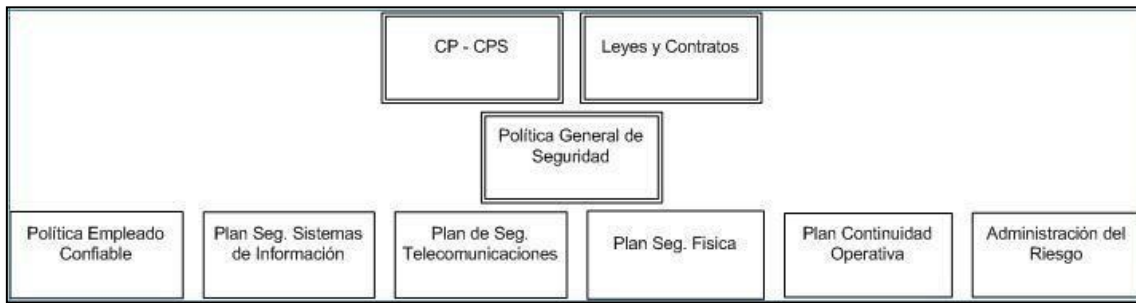 CP - CPS
Leyes y Contratos
Política General de
Seguridad
Política Empleado
Confiable
Plan Seg. Sistemas
de Información
Plan de Seg.
Telecomunicaciones
Plan Seg. Fisica
Plan Continuidad
Operativa
Administración del
Riesgo